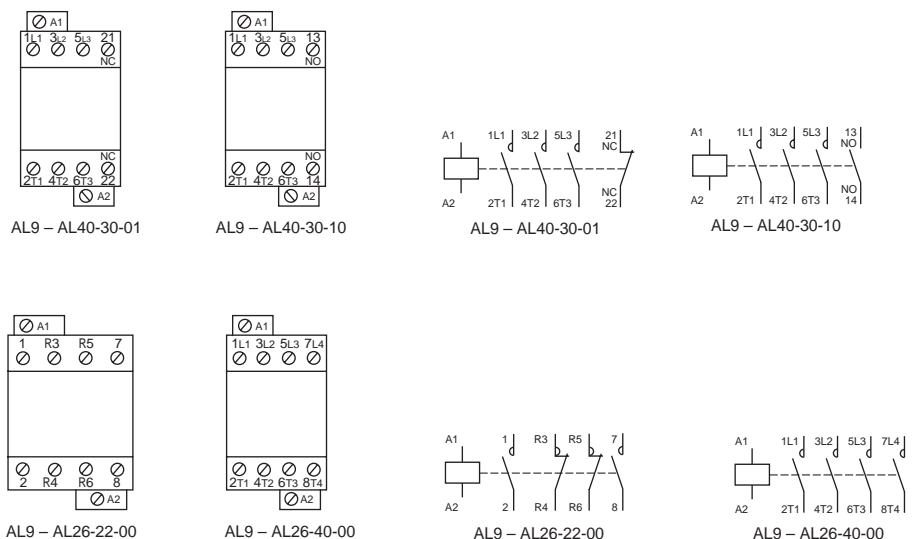 A1
1L1 3L2 5L3 21
NC
NC
2T1 4T2 6T3 22
A2
AL9 – AL40-30-01
A1
1L1 3L2 5L3 13
NO
NO
2T1 4T2 6T3 14
A2
AL9 – AL40-30-10
A1 1L1 3L2 5L3 21
NC
NC
A2 2T1 4T2 6T3 22
AL9 – AL40-30-01
A1 1L1 3L2 5L3 13
NO
NO
A2 2T1 4T2 6T3 14
AL9 – AL40-30-10
A1
1 R3 R5 7
2 R4 R6 8
A2
AL9 – AL26-22-00
A1
1L1 3L2 5L3 7L4
2T1 4T2 6T3 8T4
A2
AL9 – AL26-40-00
A1 1 R3 R5 7
A2 2 R4 R6 8
AL9 – AL26-22-00
A1 1L1 3L2 5L3 7L4
A2 2T1 4T2 6T3 8T4
AL9 – AL26-40-00